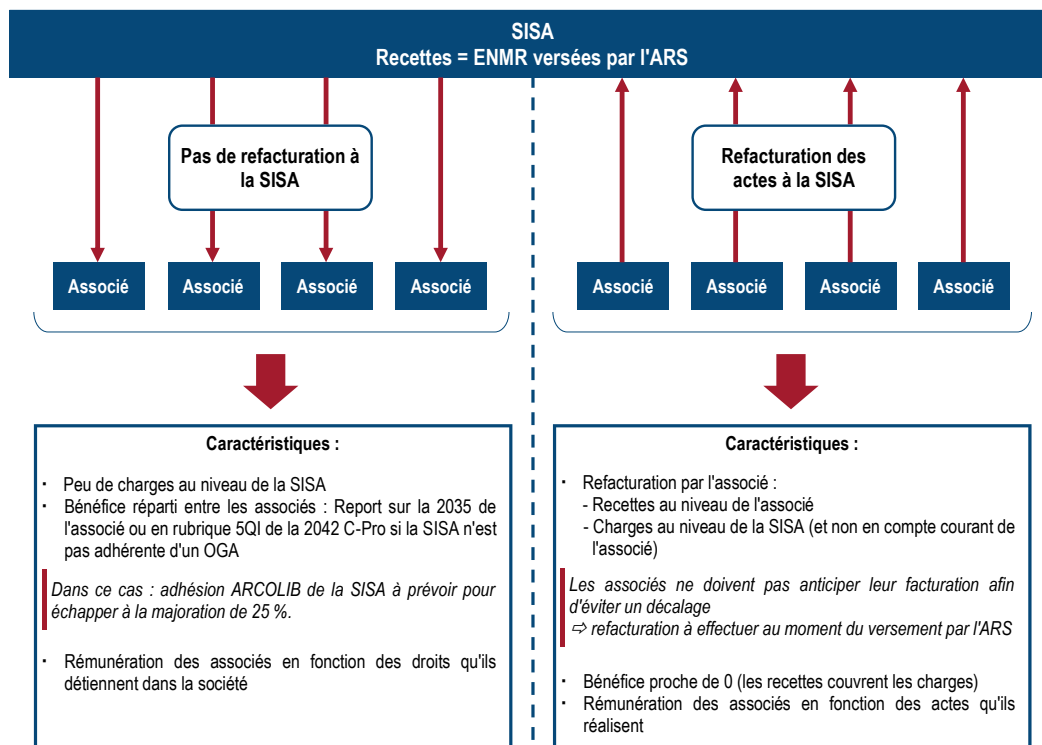 SISA
Recettes = ENMR versées par l'ARS
Pas de refacturation à
la SISA
Associé
Associé
Associé
Associé
Caractéristiques :
· Peu de charges au niveau de la SISA
· Bénéfice réparti entre les associés : Report sur la 2035 de
l'associé ou en rubrique 5QI de la 2042 C-Pro si la SISA n'est
pas adhérente d'un OGA
Dans ce cas : adhésion ARCOLIB de la SISA à prévoir pour
échapper à la majoration de 25 %.
· Rémunération des associés en fonction des droits qu'ils
détiennent dans la société
Refacturation des
actes à la SISA
Associé
Associé
Associé
Associé
Caractéristiques :
· Refacturation par l'associé :
- Recettes au niveau de l'associé
- Charges au niveau de la SISA (et non en compte courant de
l'associé)
Les associés ne doivent pas anticiper leur facturation afin
d'éviter un décalage
⇨ refacturation à effectuer au moment du versement par l'ARS
· Bénéfice proche de 0 (les recettes couvrent les charges)
· Rémunération des associés en fonction des actes qu'ils
réalisent